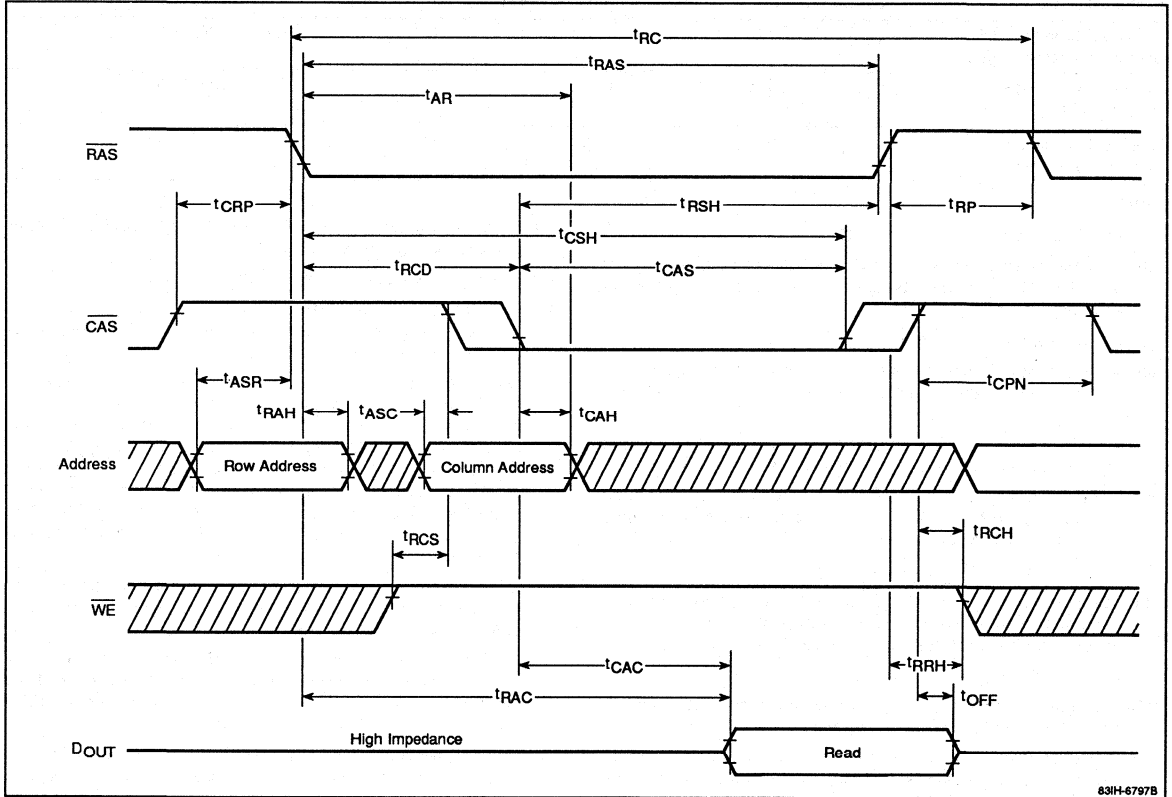 tRC
tRAS
tAR
RAS
tCRP
tRSH
tRP
tCSH
tRCD
tCAS
CAS
tASR
tCPN
tRAH
tASC
tCAH
Address
Row Address
Column Address
tRCS
tRCH
WE
tCAC
tRRH
tRAC
tOFF
DOUT
High Impedance
Read
83IH-6797B